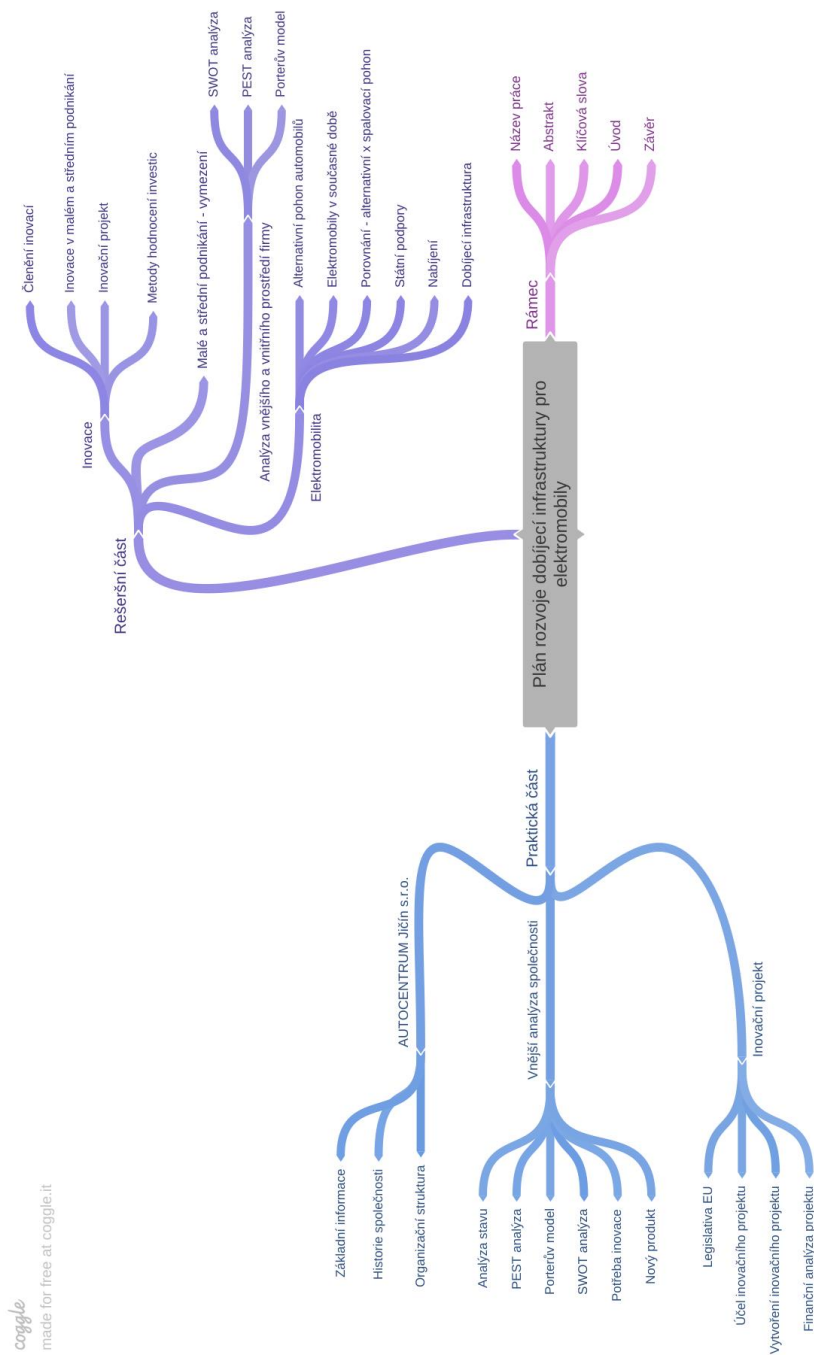 coggle
made for free at coggle.it
Plán rozvoje dobíjecí infrastruktury pro
elektromobily
Rámec
Název práce
Abstrakt
Klíčová slova
Úvod
Závěr
Rešeršní část
Inovace
Členění inovací
Inovace v malém a středním podnikání
Inovační projekt
Metody hodnocení investic
Malé a střední podnikání - vymezení
Analýza vnějšího a vnitřního prostředí firmy
SWOT analýza
PEST analýza
Porterův model
Elektromobilita
Alternativní pohon automobilů
Elektromobily v současné době
Porovnání - alternativní x spalovací pohon
Státní podpory
Nabíjení
Dobíjecí infrastruktura
Praktická část
AUTOCENTRUM Jičín s.r.o.
Základní informace
Historie společnosti
Organizační struktura
Vnější analýza společnosti
Analýza stavu
PEST analýza
Porterův model
SWOT analýza
Potřeba inovace
Nový produkt
Inovační projekt
Legislativa EU
Účel inovačního projektu
Vytvoření inovačního projektu
Finanční analýza projektu